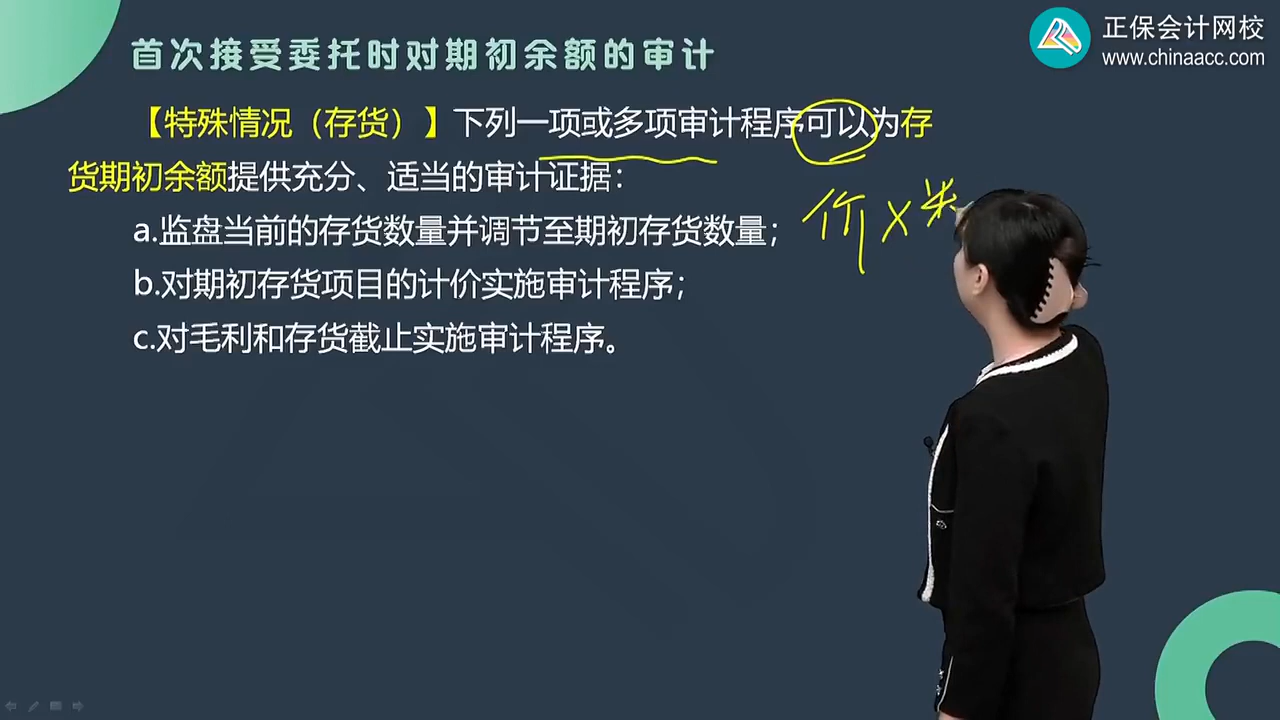 正保会计网校
www.chinaacc.com
首次接受委托时对期初余额的审计
【特殊情况（存货）】下列一项或多项审计程序可以为存
货期初余额提供充分、适当的审计证据：
a.监盘当前的存货数量并调节至期初存货数量；
b.对期初存货项目的计价实施审计程序；
c.对毛利和存货截止实施审计程序。
价×